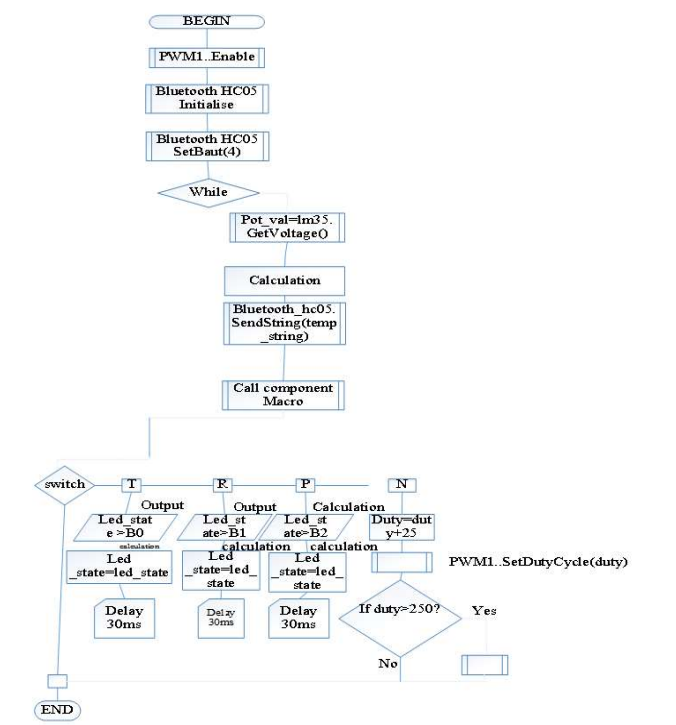 BEGIN
PWM1..Enable
Bluetooth HC05
Initialise
Bluetooth HC05
SetBaut(4)
While
Pot_val=lm35.
GetVoltage()
Calculation
Bluetooth_hc05.
SendString(temp
_string)
Call component
Macro
switch
T
R
P
N
Output
Output
Calculation
Led_stat
e >B0
Led_st
ate>B1
Led_st
ate>B2
Duty=dut
y+25
calculation
calculation
calculation
Led
_state=led_state
Led
_state=led_
state
Led
_state=led_
state
PWM1..SetDutyCycle(duty)
Delay
30ms
Delay
30ms
Delay
30ms
If duty>250?
Yes
No
END